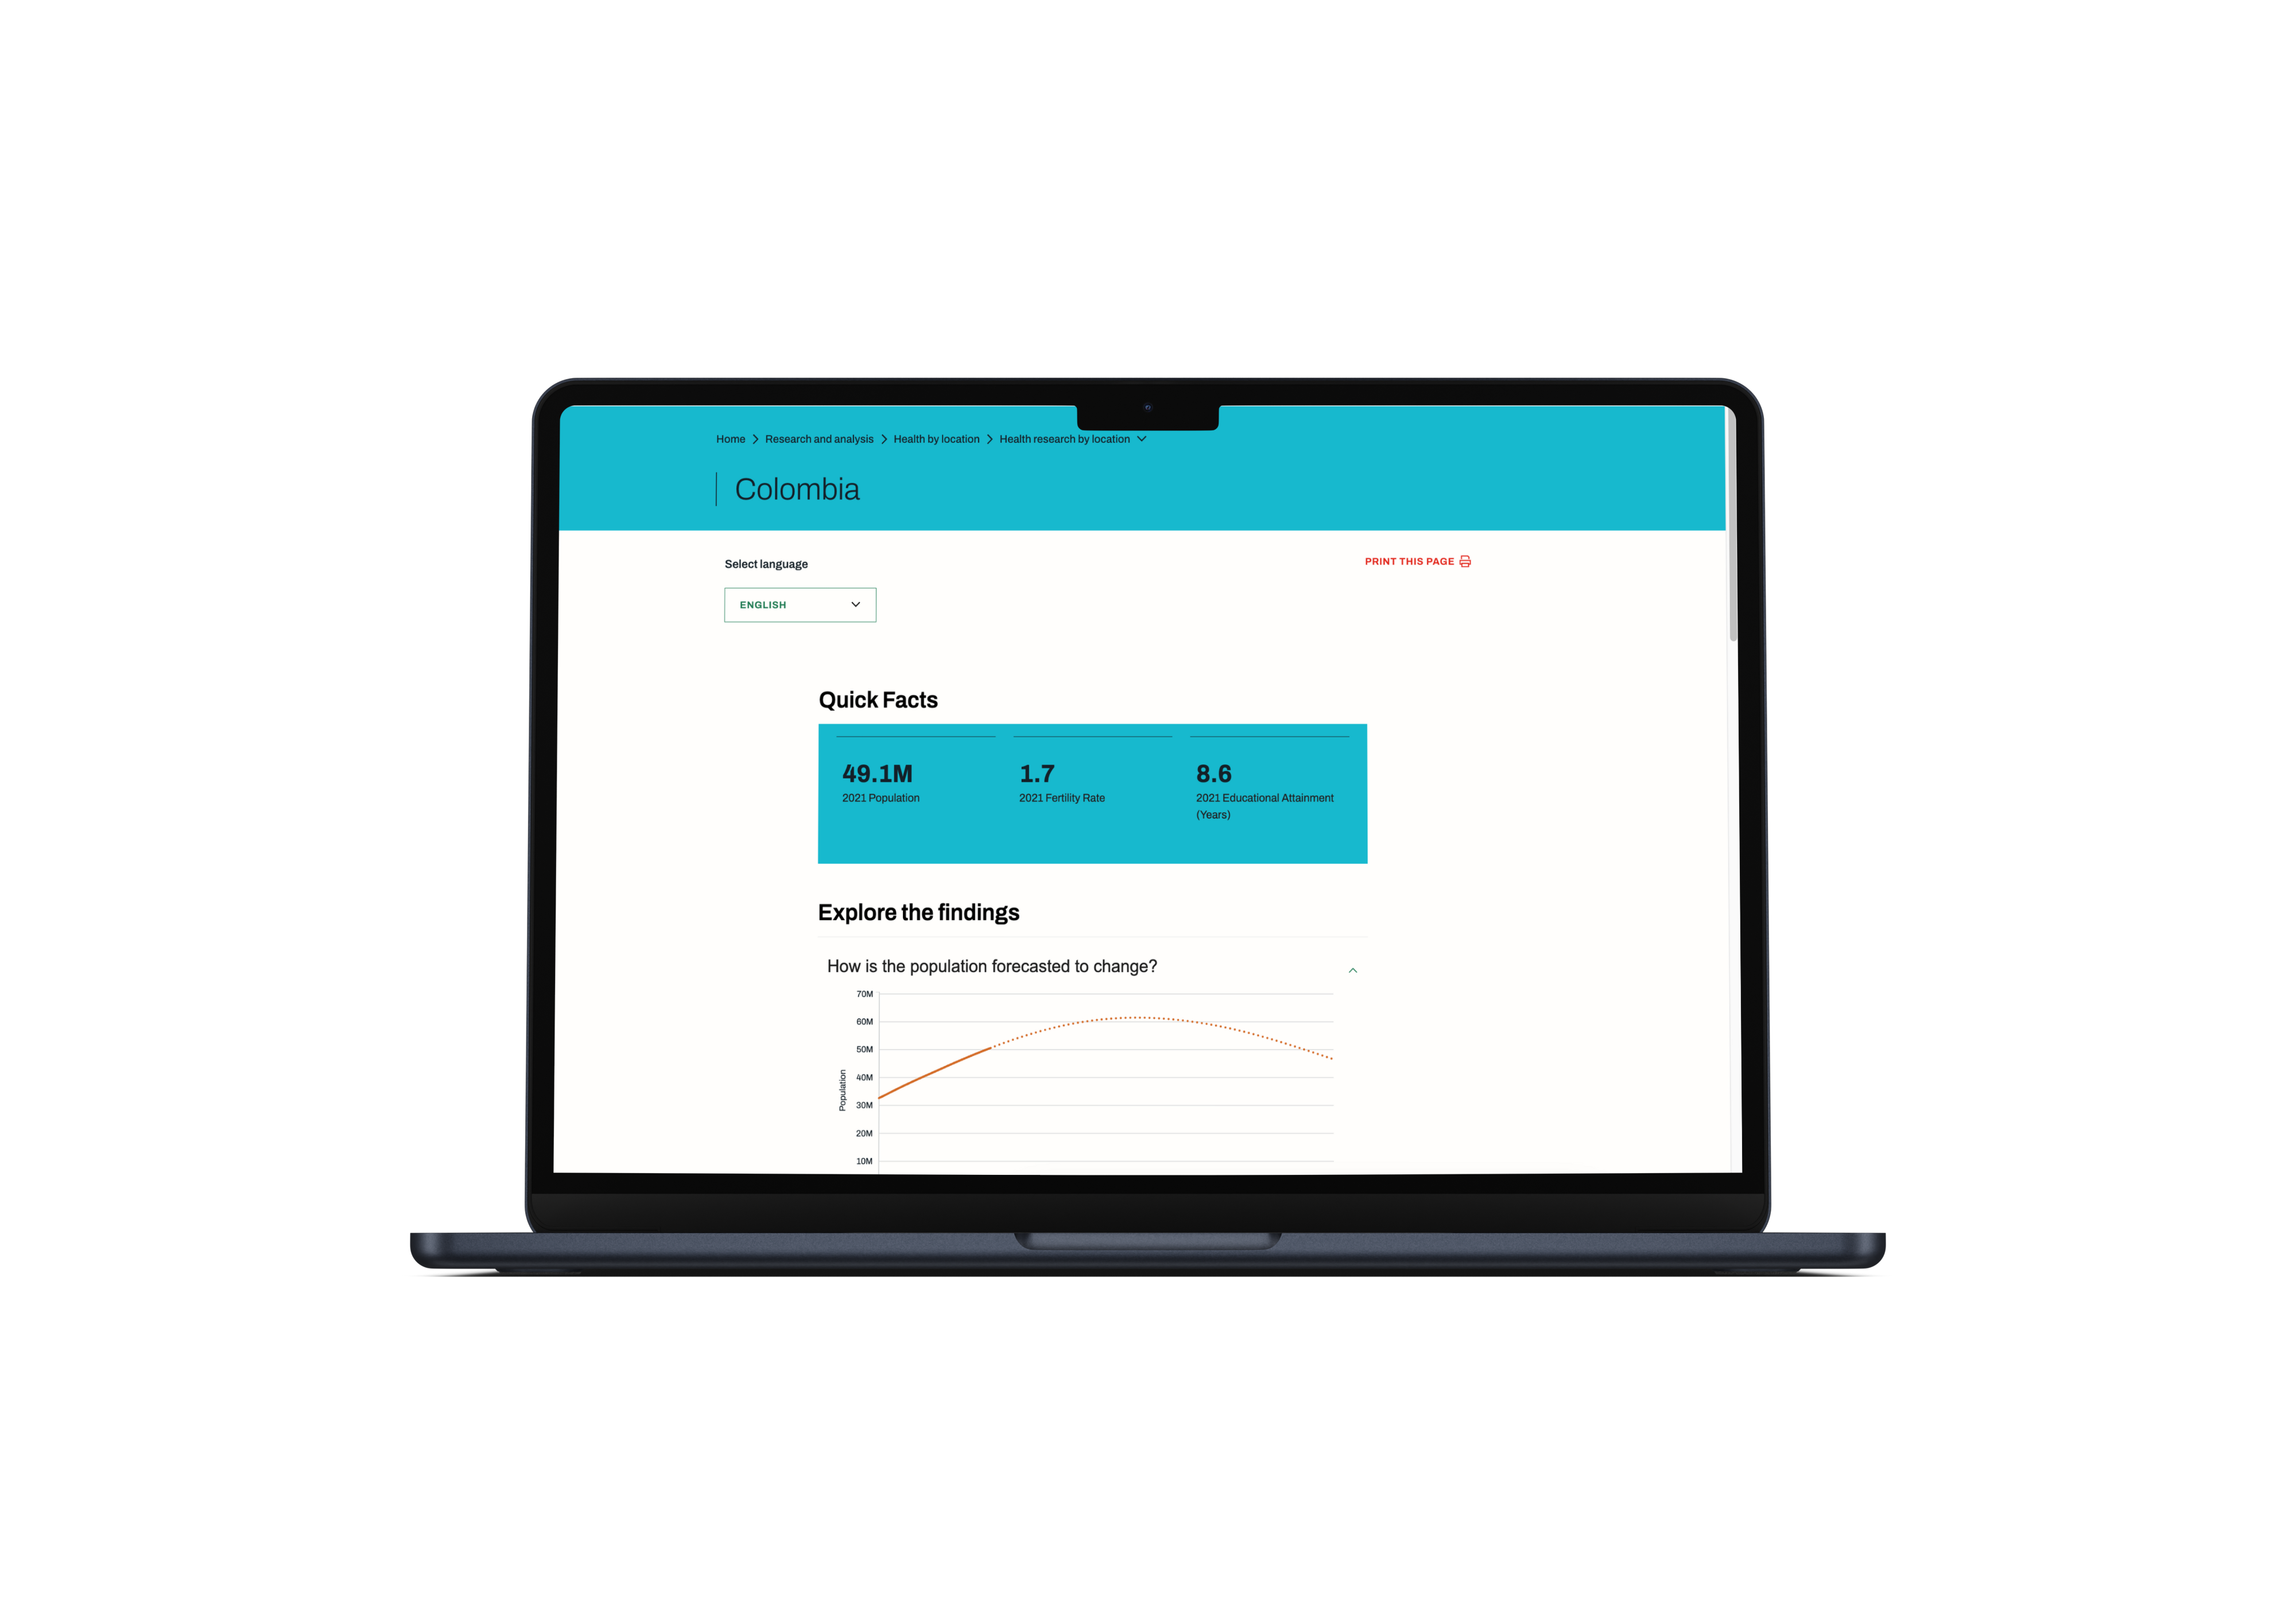 Home > Research and analysis > Health by location > Health research by location
Colombia
Select language
PRINT THIS PAGE
ENGLISH
Quick Facts
49.1M
2021 Population
1.7
2021 Fertility Rate
8.6
2021 Educational Attainment
(Years)
Explore the findings
How is the population forecasted to change?
70M
60M
50M
40M
30M
20M
10M
Population